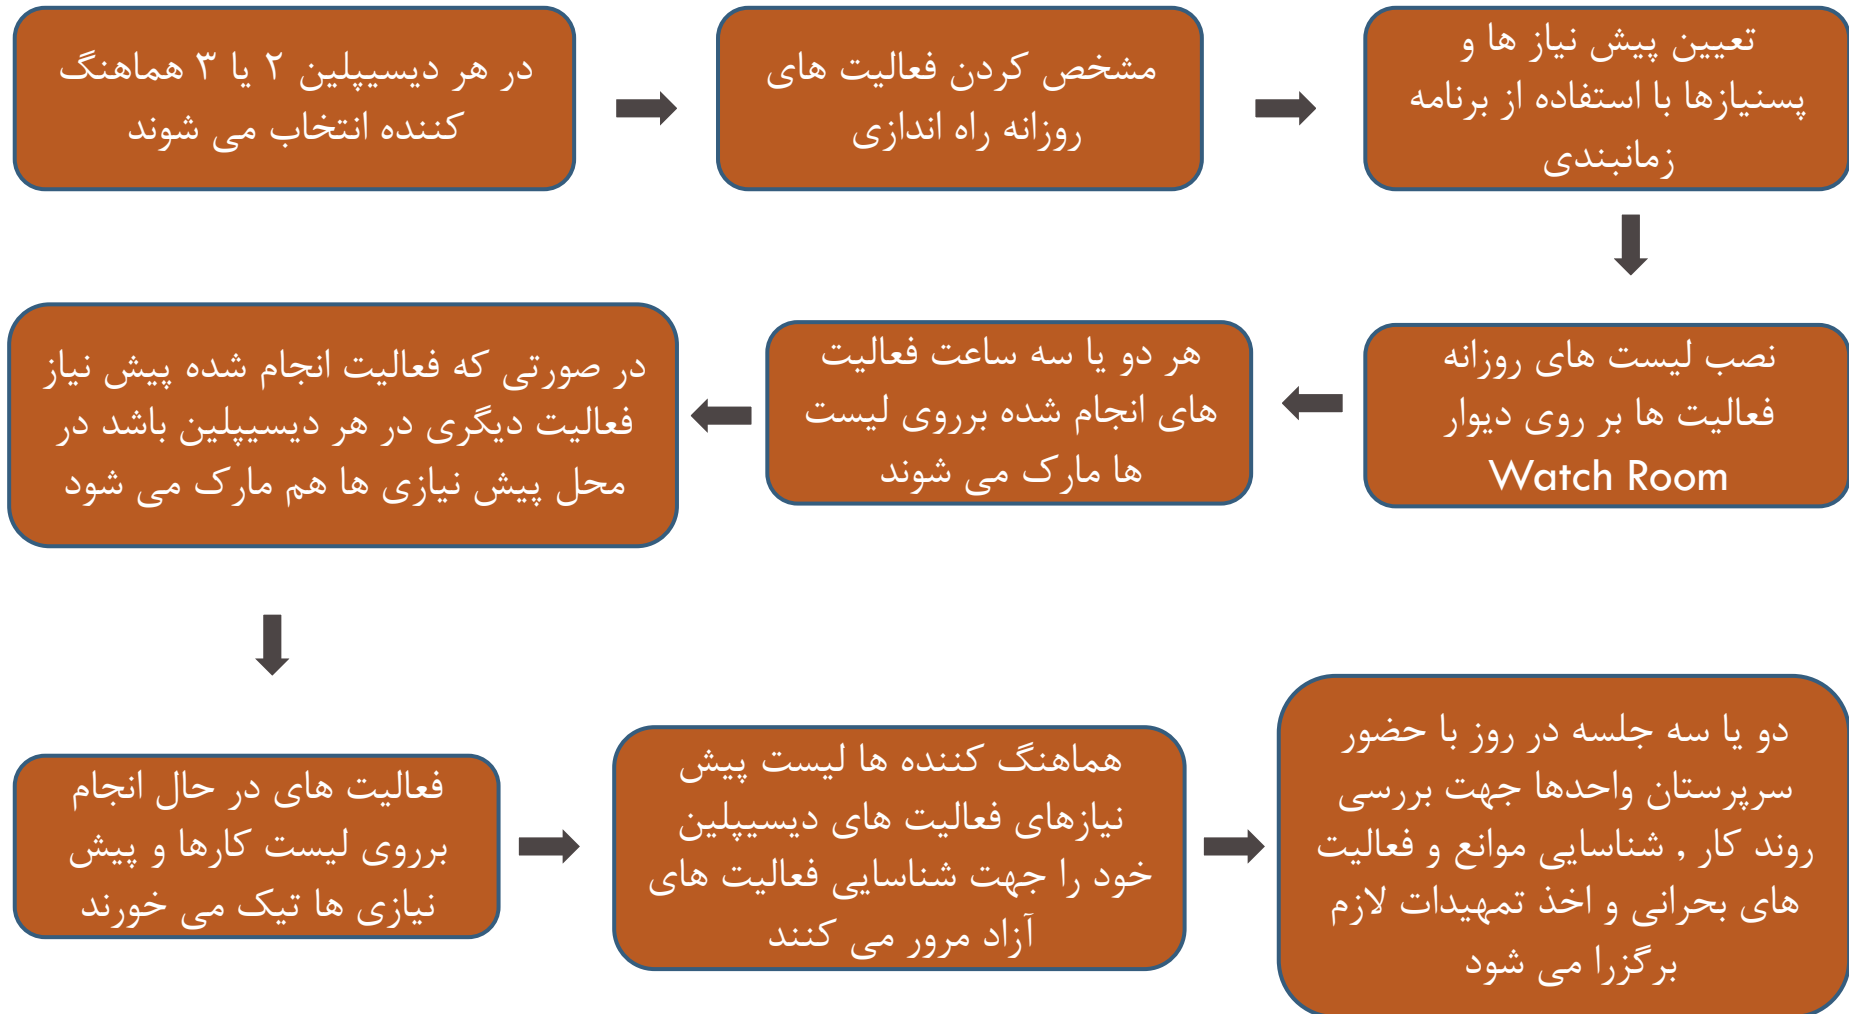 در هر دیسیپلین ۲ یا ۳ هماهنگ
کننده انتخاب می شوند
مشخص کردن فعالیت های
روزانه راه اندازی
تعیین پیش نیاز ها و
پسنیازها با استفاده از برنامه
زمانبندی
نصب لیست های روزانه
فعالیت ها بر روی دیوار
Watch Room
هر دو یا سه ساعت فعالیت
های انجام شده برروی لیست
ها مارک می شوند
در صورتی که فعالیت انجام شده پیش نیاز
فعالیت دیگری در هر دیسیپلین باشد در
محل پیش نیازی ها هم مارک می شود
فعالیت های در حال انجام
برروی لیست کارها و پیش
نیازی ها تیک می خورند
هماهنگ کننده ها لیست پیش
نیازهای فعالیت های دیسیپلین
خود را جهت شناسایی فعالیت های
آزاد مرور می کنند
دو یا سه جلسه در روز با حضور
سرپرستان واحدها جهت بررسی
روند کار , شناسایی موانع و فعالیت
های بحرانی و اخذ تمهیدات لازم
برگزرا می شود